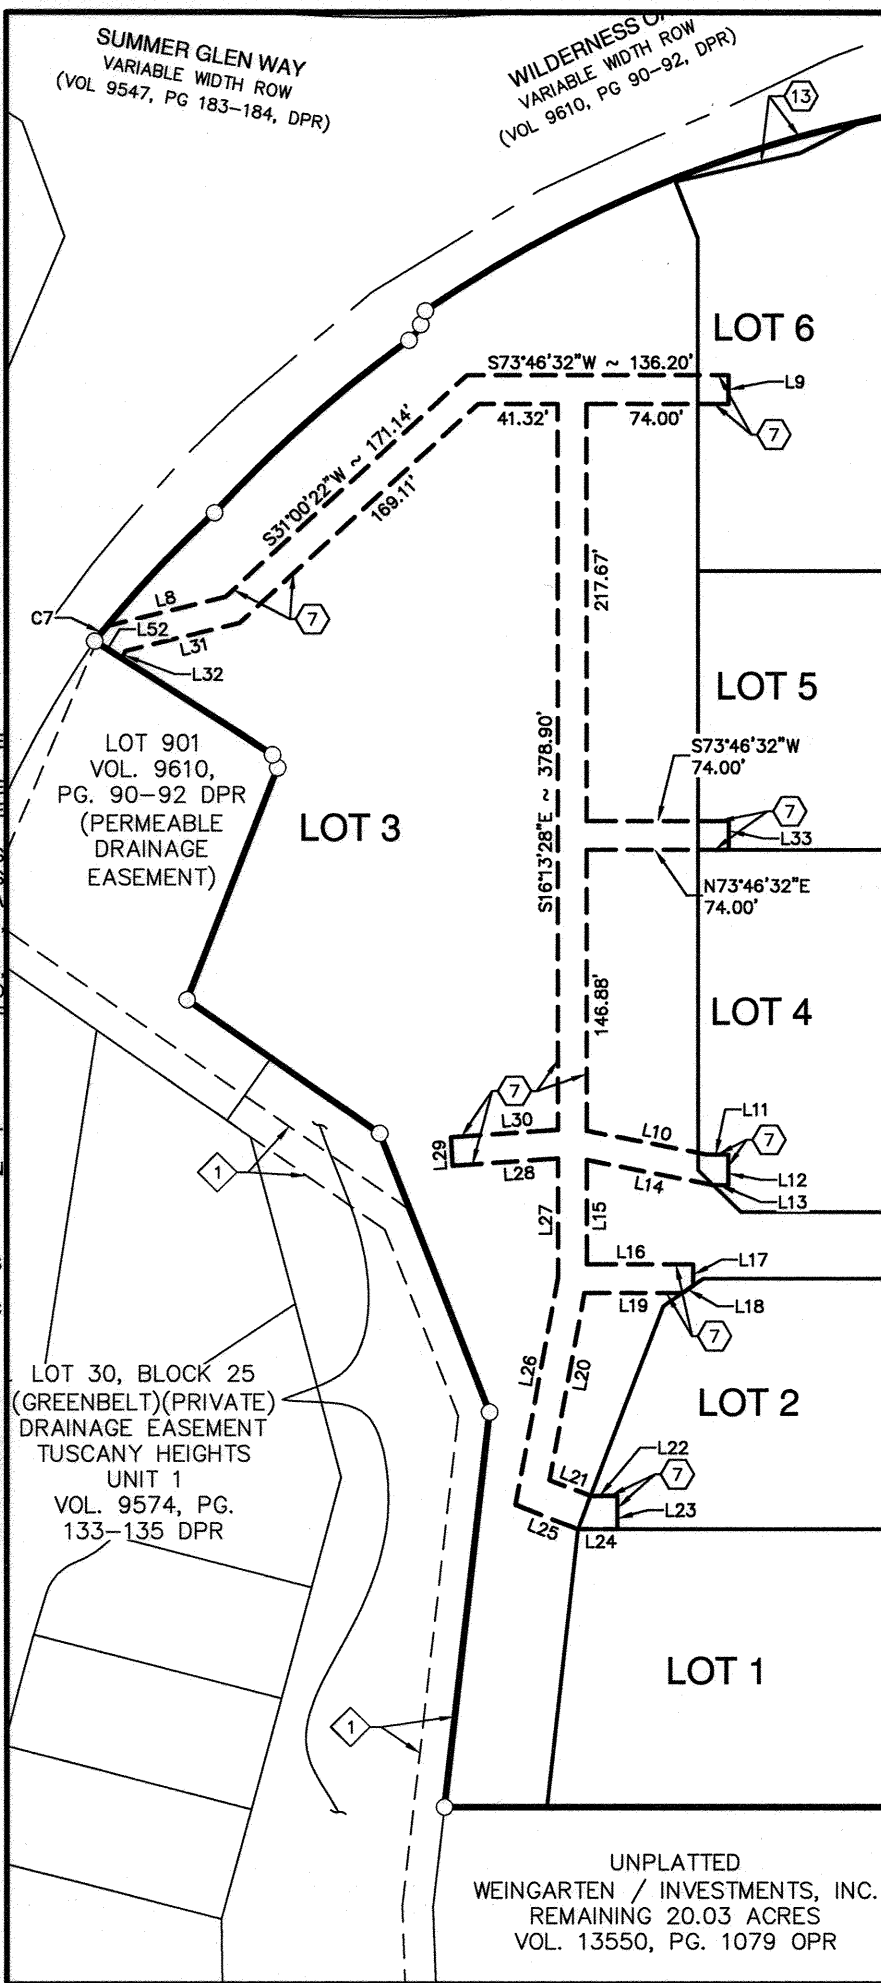 SUMMER GLEN WAY
VARIABLE WIDTH ROW
(VOL 9547, PG 183-184, DPR)
WILDERNESS
VARIABLE WIDTH ROW
(VOL 9610, PG 90-92, DPR)
13
LOT 6
S73°46'32"W ~ 136.20'
L9
41.32'
74.00'
7
S31°00'22"W ~ 171.14'
169.11'
217.67'
L8
C7
L52
L31
7
L32
LOT 5
LOT 901
VOL. 9610,
PG. 90-92 DPR
(PERMEABLE
DRAINAGE
EASEMENT)
S73°46'32"W
74.00'
LOT 3
7
L33
S16°13'28"E ~ 378.90'
N73°46'32"E
74.00'
146.88'
LOT 4
7
L30
L10
L11
7
L29
L28
L12
L14
L13
1
L27
L15
L16
L17
L19
L18
7
LOT 30, BLOCK 25
(GREENBELT)(PRIVATE)
DRAINAGE EASEMENT
TUSCANY HEIGHTS
UNIT 1
VOL. 9574, PG.
133-135 DPR
L26
L20
LOT 2
L22
7
L21
L23
L25
L24
LOT 1
1
UNPLATTED
WEINGARTEN / INVESTMENTS, INC.
REMAINING 20.03 ACRES
VOL. 13550, PG. 1079 OPR